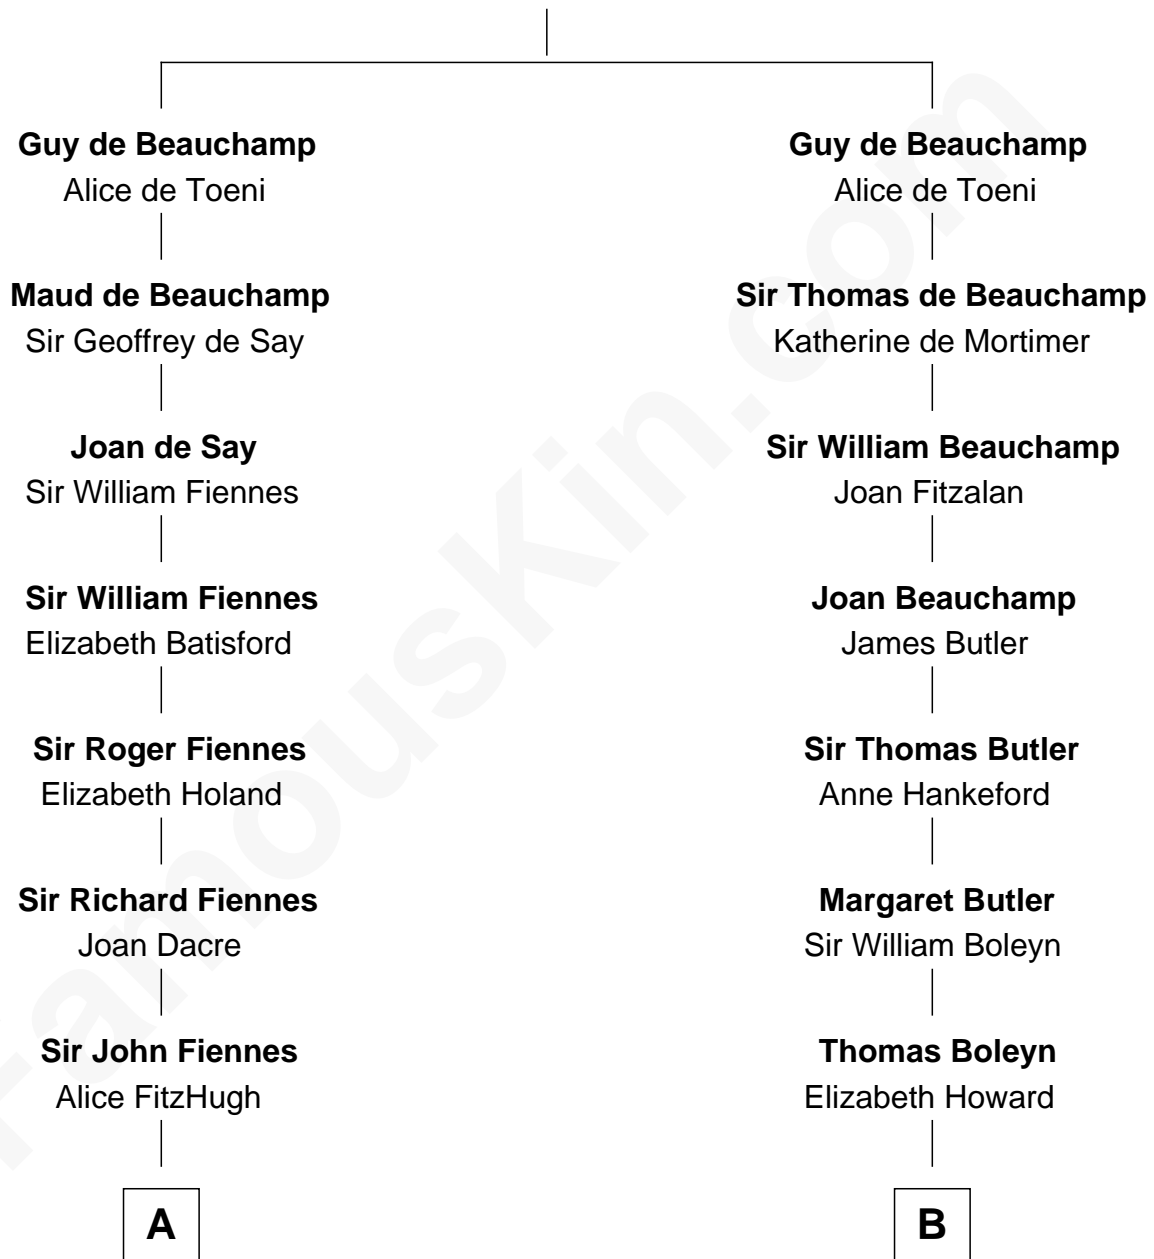 Guy de Beauchamp
Alice de Toeni
Maud de Beauchamp
Sir Geoffrey de Say
Joan de Say
Sir William Fiennes
Sir William Fiennes
Elizabeth Batisford
Sir Roger Fiennes
Elizabeth Holand
Sir Richard Fiennes
Joan Dacre
Sir John Fiennes
Alice FitzHugh
A
Guy de Beauchamp
Alice de Toeni
Sir Thomas de Beauchamp
Katherine de Mortimer
Sir William Beauchamp
Joan Fitzalan
Joan Beauchamp
James Butler
Sir Thomas Butler
Anne Hankeford
Margaret Butler
Sir William Boleyn
Thomas Boleyn
Elizabeth Howard
B
FamousKin.com